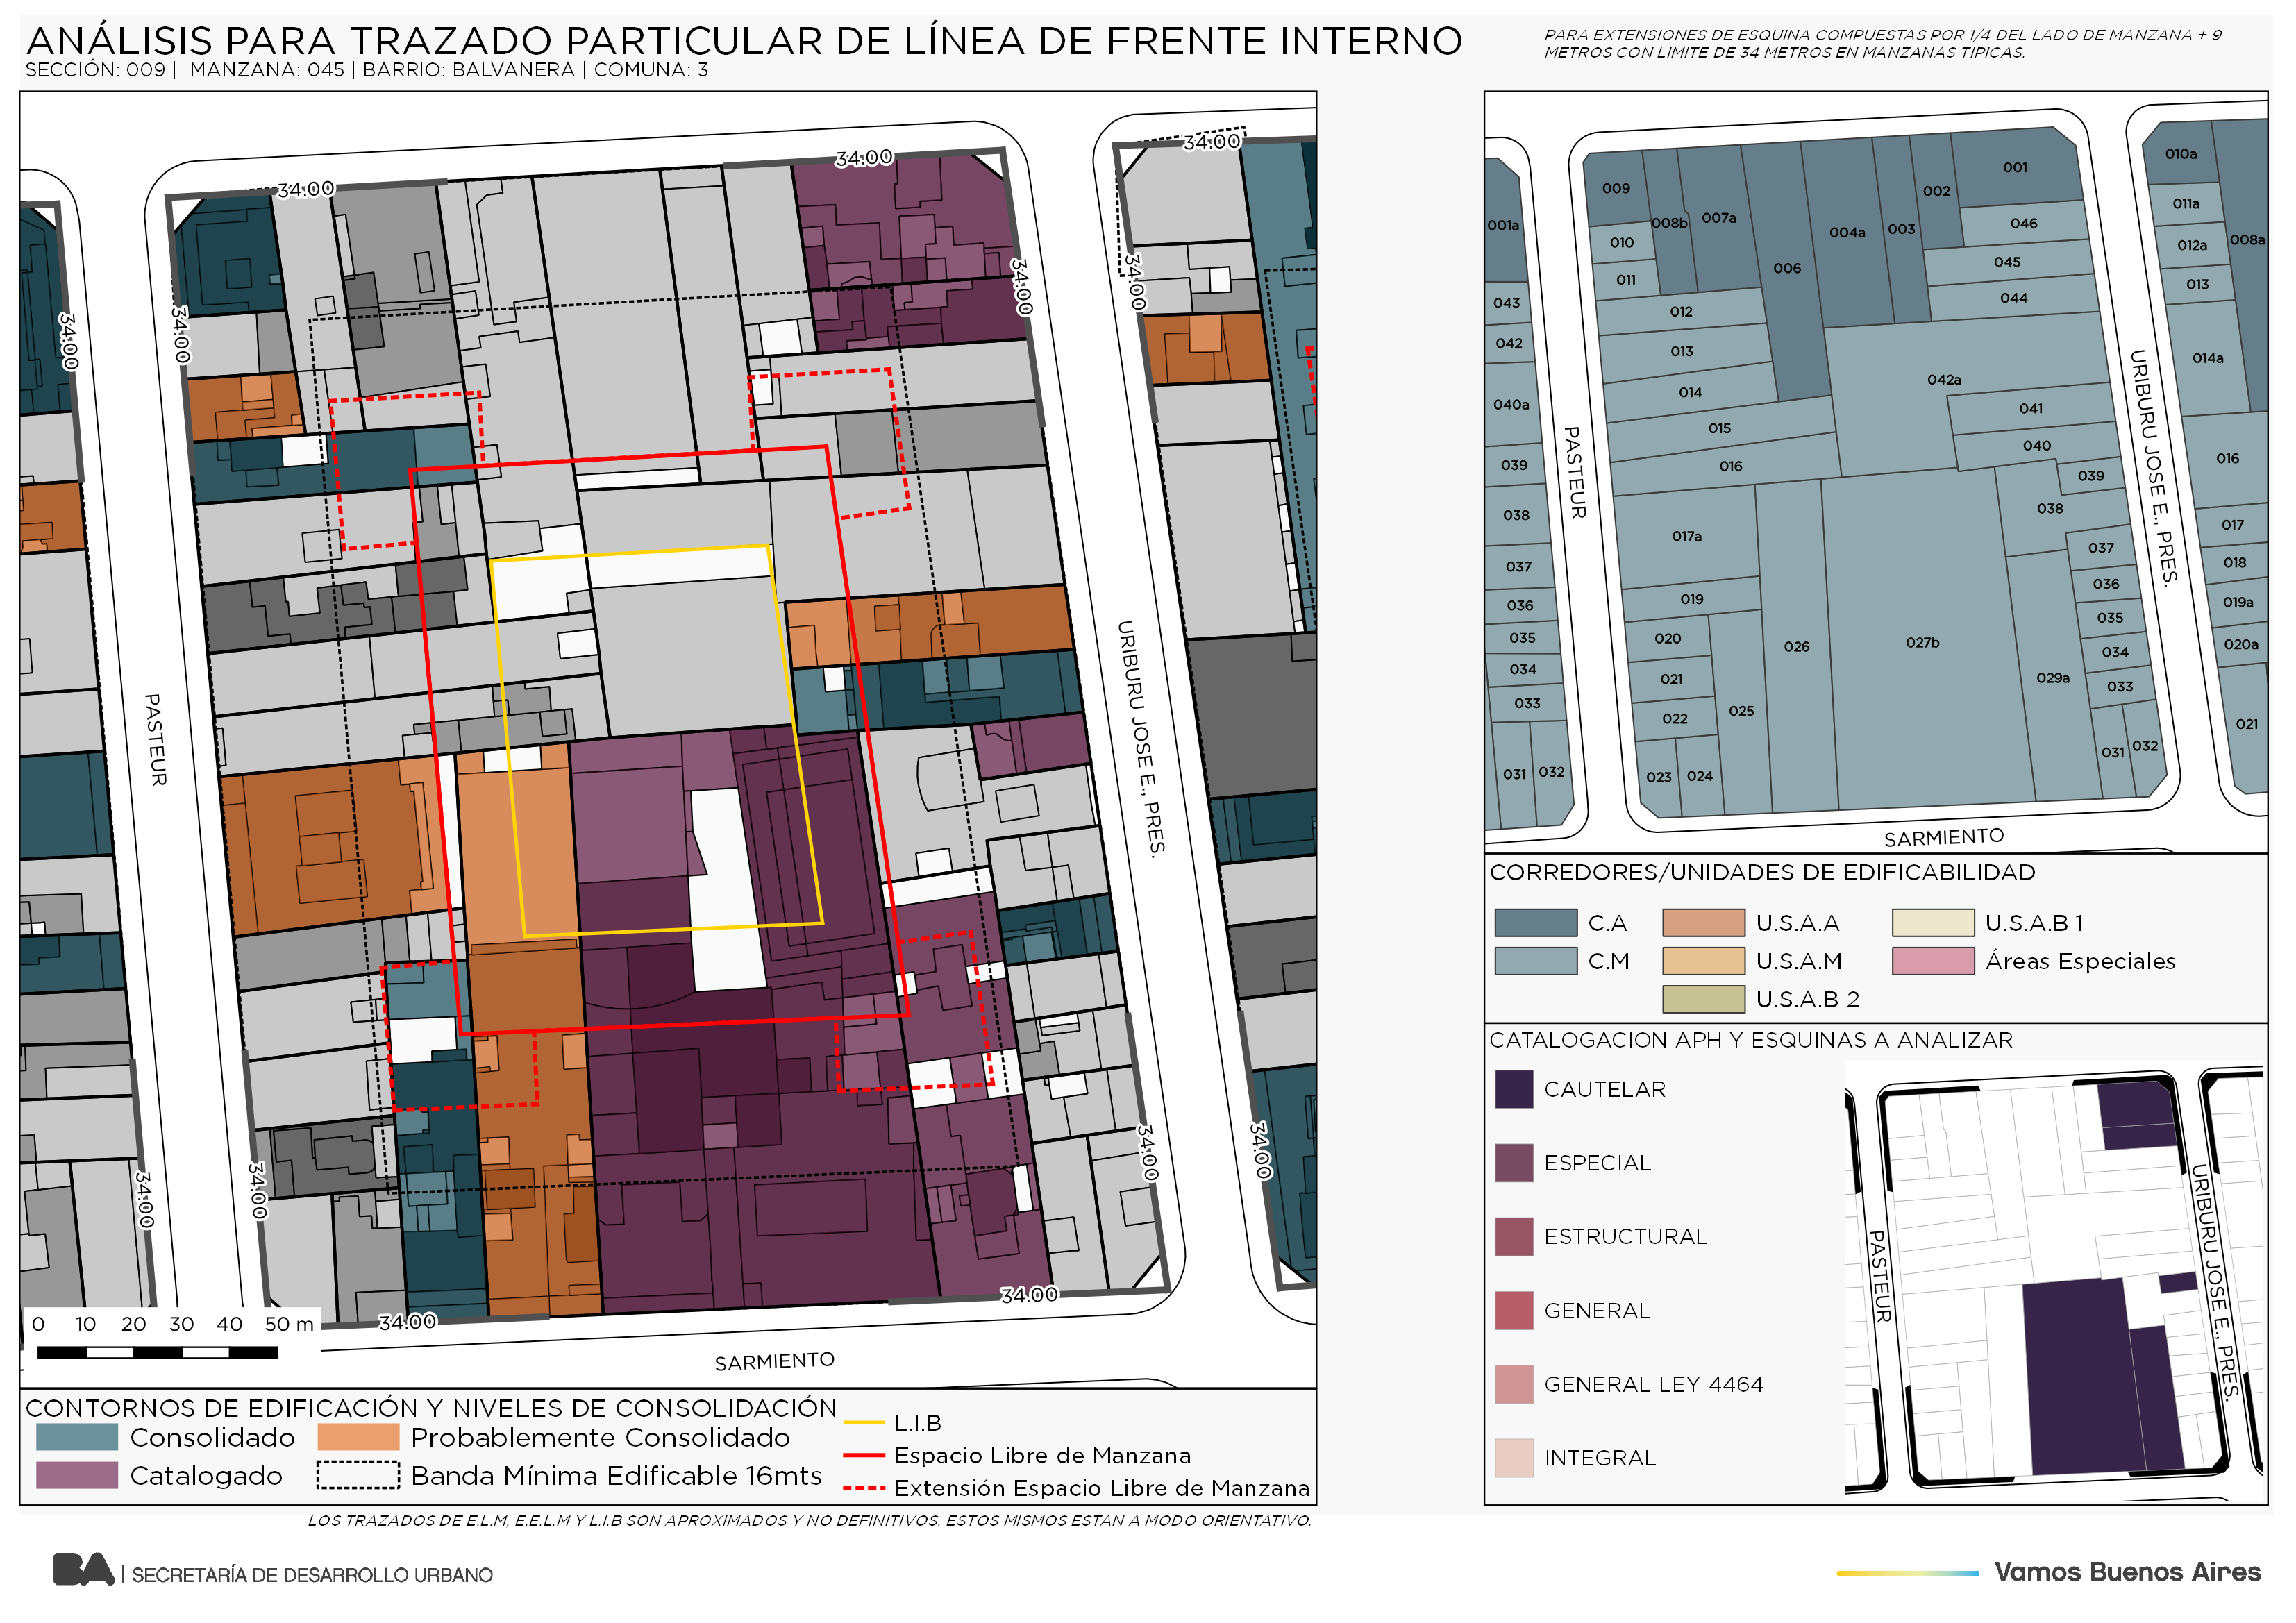 ANÁLISIS PARA TRAZADO PARTICULAR DE LÍNEA DE FRENTE INTERNO
SECCIÓN: 009 | MANZANA: 045 | BARRIO: BALVANERA | COMUNA: 3
PARA EXTENSIONES DE ESQUINA COMPUESTAS POR 1/4 DEL LADO DE MANZANA + 9
METROS CON LIMITE DE 34 METROS EN MANZANAS TIPICAS.
34.00
34.00
34.00
34.00
34.00
34.00
34.00
34.00
34.00
34.00
34.00
34.00
34.00
PASTEUR
URIBURU JOSE E., PRES.
SARMIENTO
0 10 20 30 40 50 m
CONTORNOS DE EDIFICACIÓN Y NIVELES DE CONSOLIDACIÓN
Consolidado
Probablemente Consolidado
Catalogado
Banda Mínima Edificable 16mts
L.I.B
Espacio Libre de Manzana
Extensión Espacio Libre de Manzana
LOS TRAZADOS DE E.L.M, E.E.L.M Y L.I.B SON APROXIMADOS Y NO DEFINITIVOS. ESTOS MISMOS ESTAN A MODO ORIENTATIVO.
001a
043
042
040a
039
038
037
036
035
034
033
031
032
PASTEUR
009
008b
007a
006
004a
003
002
001
010
011
046
045
044
012
013
014
015
016
042a
041
040
039
038
017a
019
020
021
022
023
024
025
026
027b
029a
037
036
035
034
033
031
032
URIBURU JOSE E., PRES.
010a
011a
012a
013
008a
014a
016
017
018
019a
020a
021
SARMIENTO
CORREDORES/UNIDADES DE EDIFICABILIDAD
C.A
U.S.A.A
U.S.A.B 1
C.M
U.S.A.M
Áreas Especiales
U.S.A.B 2
CATALOGACION APH Y ESQUINAS A ANALIZAR
CAUTELAR
ESPECIAL
ESTRUCTURAL
GENERAL
GENERAL LEY 4464
INTEGRAL
PASTEUR
URIBURU JOSE E., PRES.
BA | SECRETARÍA DE DESARROLLO URBANO
Vamos Buenos Aires